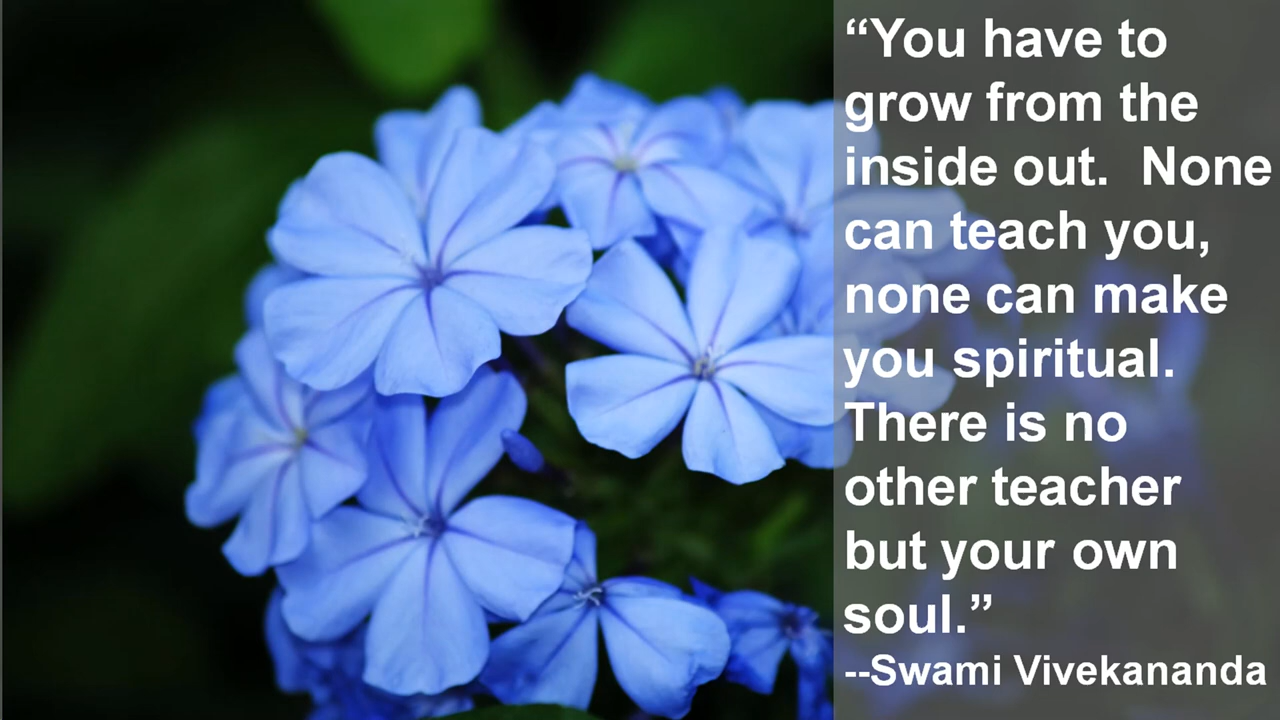 “You have to
grow from the
inside out.  None
can teach you,
none can make
you spiritual.
There is no
other teacher
but your own
soul.”
--Swami Vivekananda